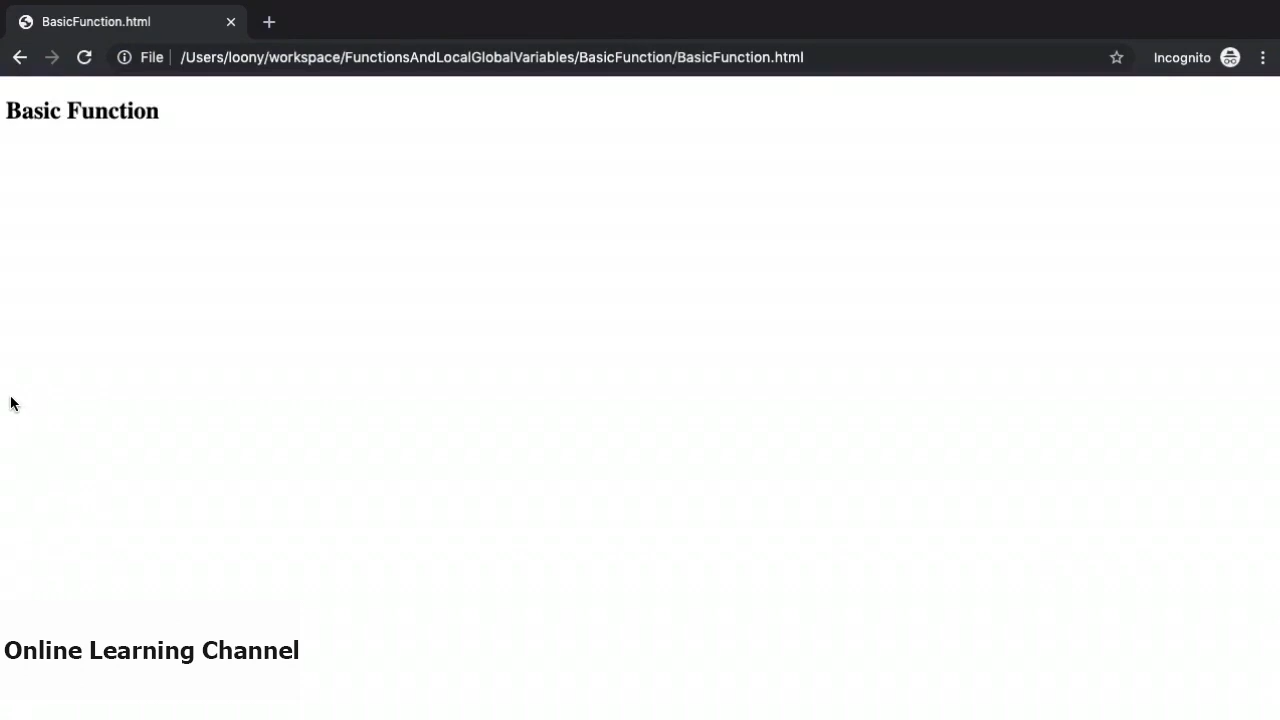 BasicFunction.html
File /Users/loony/workspace/FunctionsAndLocalGlobalVariables/BasicFunction/BasicFunction.html Incognito
Basic Function
Online Learning Channel